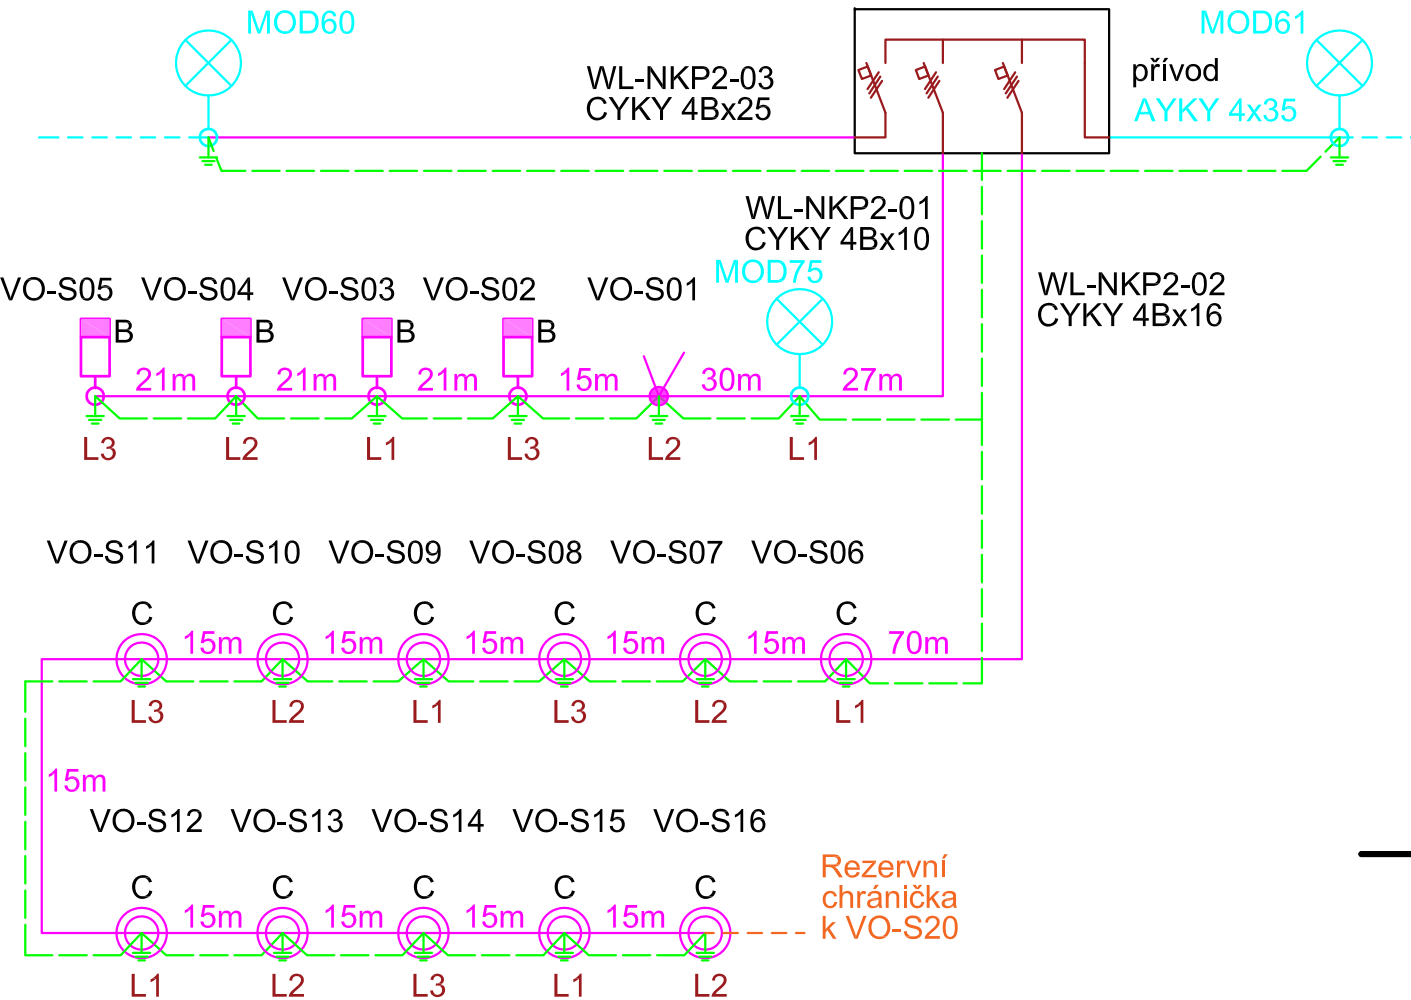 MOD60
MOD61
WL-NKP2-03
CYKY 4Bx25
přívod
AYKY 4x35
WL-NKP2-01
CYKY 4Bx10
MOD75
WL-NKP2-02
CYKY 4Bx16
VO-S05 VO-S04 VO-S03 VO-S02 VO-S01
B B B B
21m 21m 21m 15m 30m 27m
L3 L2 L1 L3 L2 L1
VO-S11 VO-S10 VO-S09 VO-S08 VO-S07 VO-S06
C C C C C C
15m 15m 15m 15m 15m 70m
L3 L2 L1 L3 L2 L1
15m
VO-S12 VO-S13 VO-S14 VO-S15 VO-S16
C C C C C
15m 15m 15m 15m
L1 L2 L3 L1 L2
Rezervní
chránička
k VO-S20